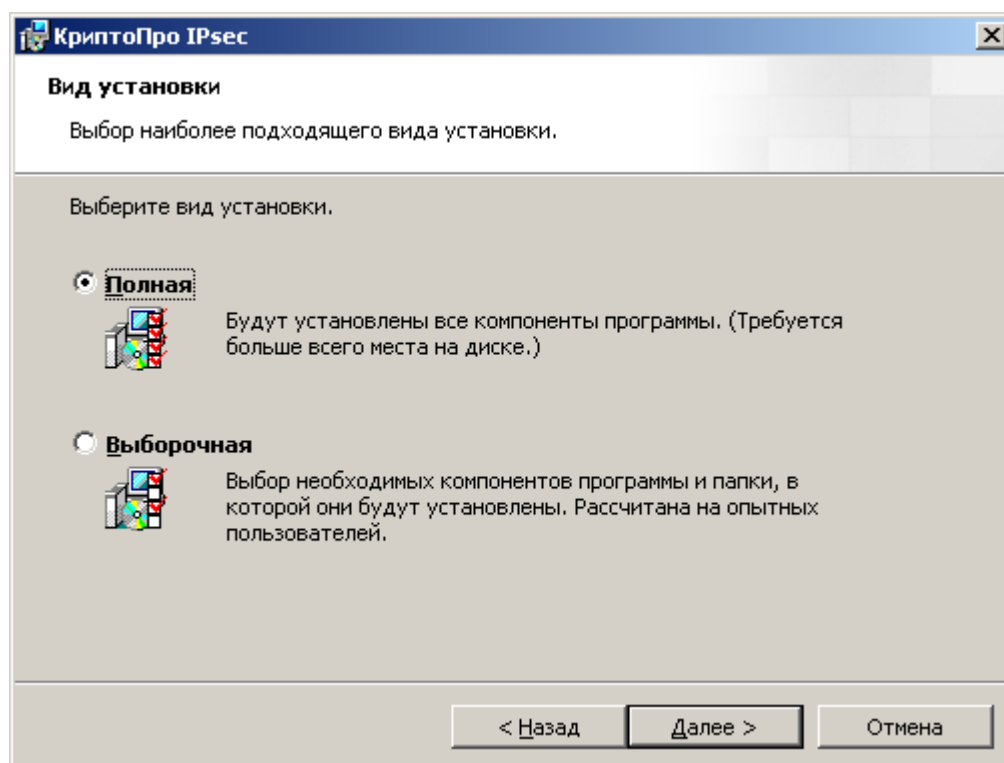 КриптоПро IPsec
Вид установки
Выбор наиболее подходящего вида установки.
Выберите вид установки.
Полная
Будут установлены все компоненты программы. (Требуется
больше всего места на диске.)
Выборочная
Выбор необходимых компонентов программы и папки, в
которой они будут установлены. Рассчитана на опытных
пользователей.
< Назад
Далее >
Отмена